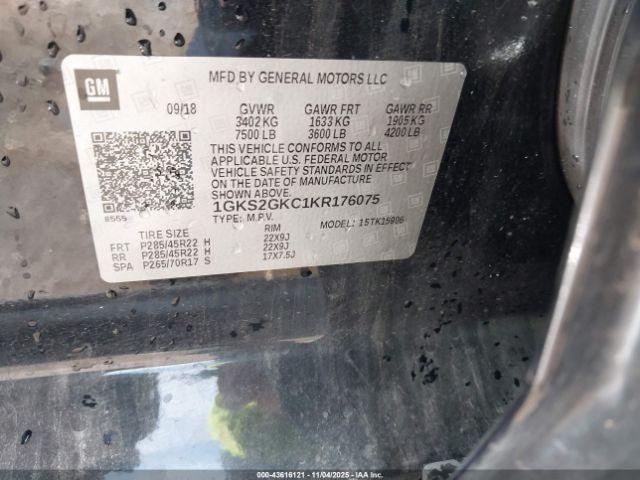 GM
MFD BY GENERAL MOTORS LLC
09/18 GVWR GAWR FRT GAWR RR
3402 KG 1633 KG 1905 KG
7500 LB 3600 LB 4200 LB
THIS VEHICLE CONFORMS TO ALL
APPLICABLE U.S. FEDERAL MOTOR
VEHICLE SAFETY STANDARDS IN EFFECT
ON THE DATE OF MANUFACTURE
SHOWN ABOVE.
1GKS2GKC1KR176075
8559
TYPE: M.P.V. MODEL: 15TK15906
TIRE SIZE RIM
FRT P285/45R22 H 22X9J
RR P285/45R22 H 22X9J
SPA P265/70R17 S 17X7.5J
000-43616121 - 11/04/2025 - IAAI, Inc.